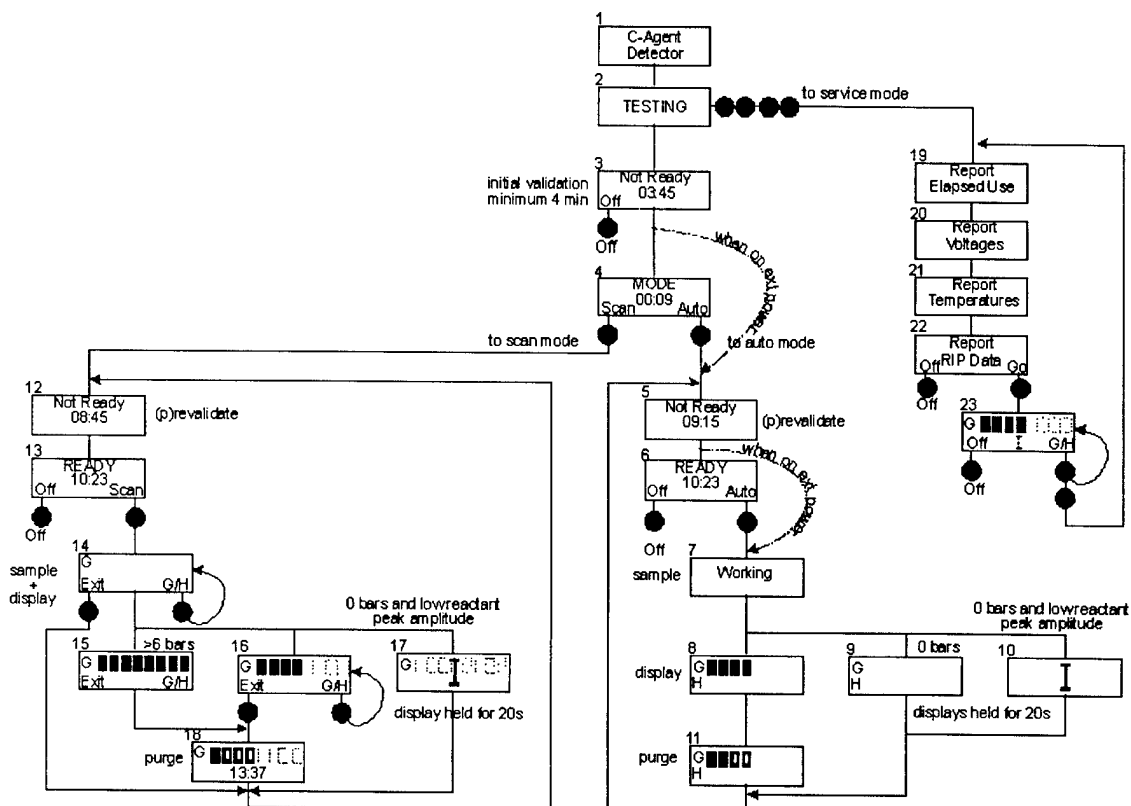 1
C-Agent
Detector
2
TESTING
to service mode
3
Not Ready
03:45
Off
initial validation
minimum 4 min
Off
when on ext power
4
MODE
00:09
Scan
Auto
to scan mode
to auto mode
19
Report
Elapsed Use
20
Report
Voltages
21
Report
Temperatures
22
Report
RIP Data
Off
Go
Off
23
G
Off
I
G/H
Off
12
Not Ready
08:45
(p)revalidate
13
READY
10:23
Off
Scan
Off
14
G
Exit
G/H
sample
+
display
15
>6 bars
G
Exit
G/H
16
G
Exit
G/H
0 bars and lowreactant
peak amplitude
17
G
I
display held for 20s
18
G
13:37
purge
5
Not Ready
09:15
(p)revalidate
when on ext power
6
READY
10:23
Off
Auto
Off
7
Working
sample
8
G
H
display
9
0 bars
G
H
0 bars and lowreactant
peak amplitude
10
I
displays held for 20s
11
G
H
purge